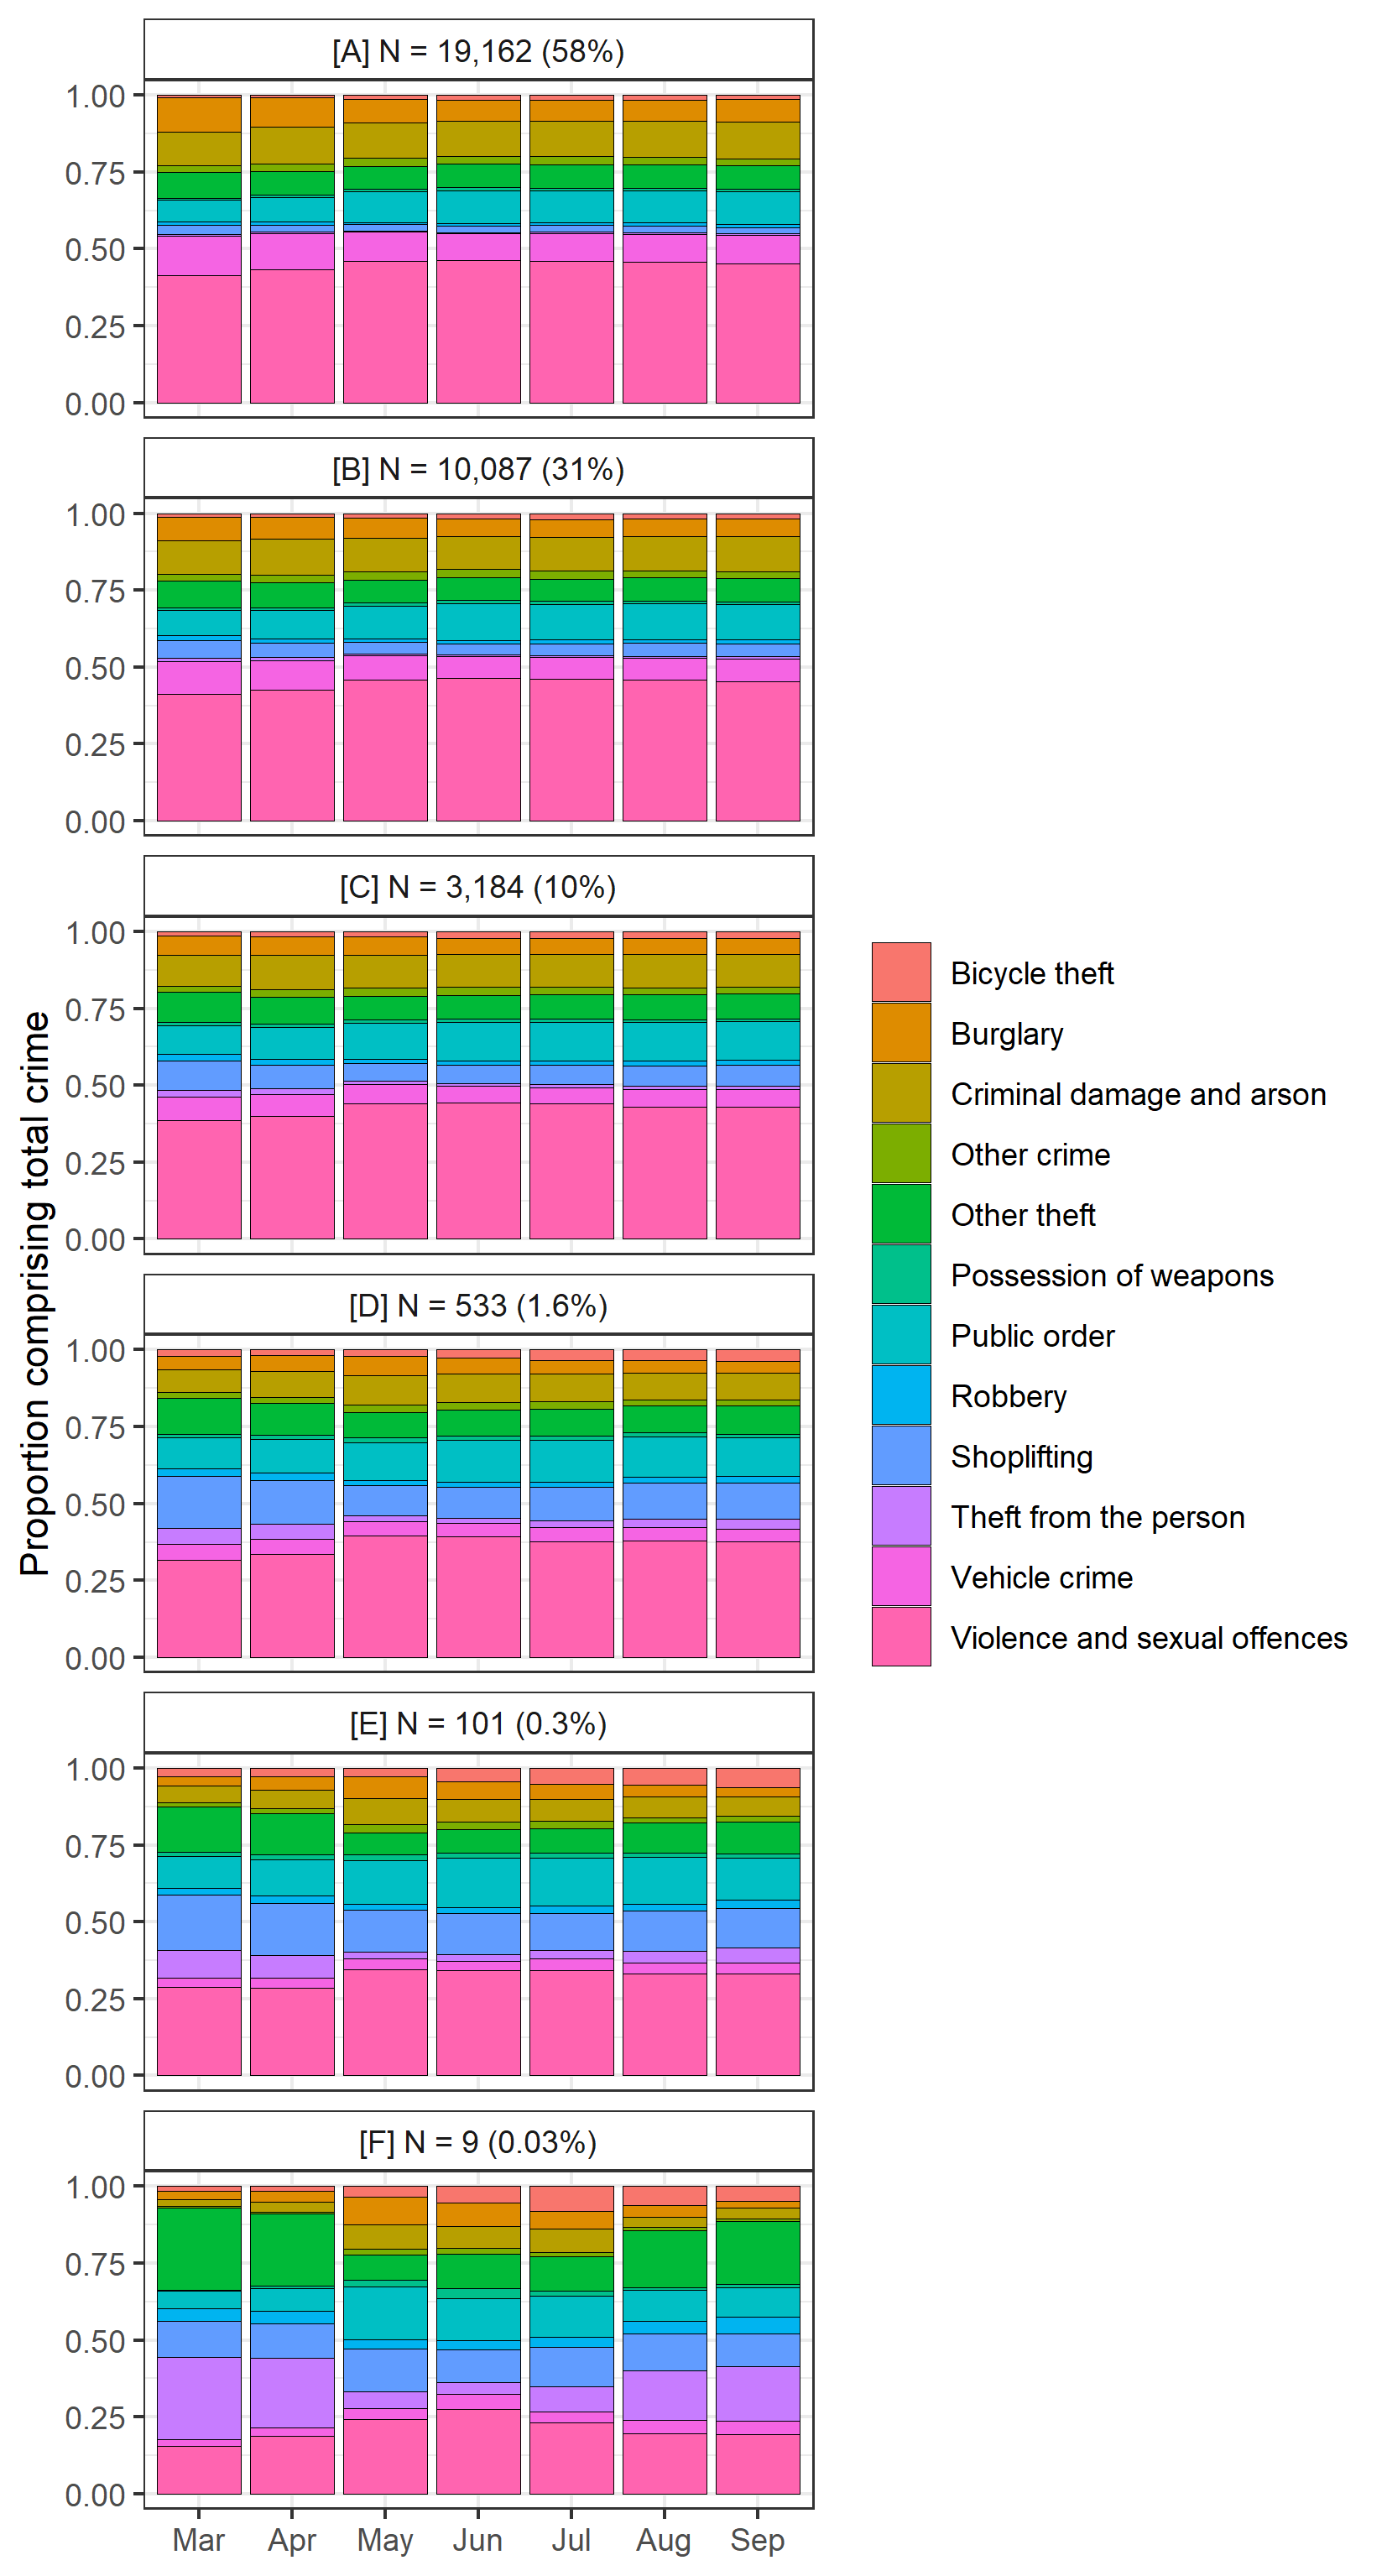 [A] N = 19,162 (58%)
1.00
0.75
0.50
0.25
0.00
[B] N = 10,087 (31%)
1.00
0.75
0.50
0.25
0.00
[C] N = 3,184 (10%)
1.00
0.75
0.50
0.25
0.00
[D] N = 533 (1.6%)
1.00
0.75
0.50
0.25
0.00
[E] N = 101 (0.3%)
1.00
0.75
0.50
0.25
0.00
[F] N = 9 (0.03%)
1.00
0.75
0.50
0.25
0.00
Mar Apr May Jun Jul Aug Sep
Proportion comprising total crime
Bicycle theft
Burglary
Criminal damage and arson
Other crime
Other theft
Possession of weapons
Public order
Robbery
Shoplifting
Theft from the person
Vehicle crime
Violence and sexual offences